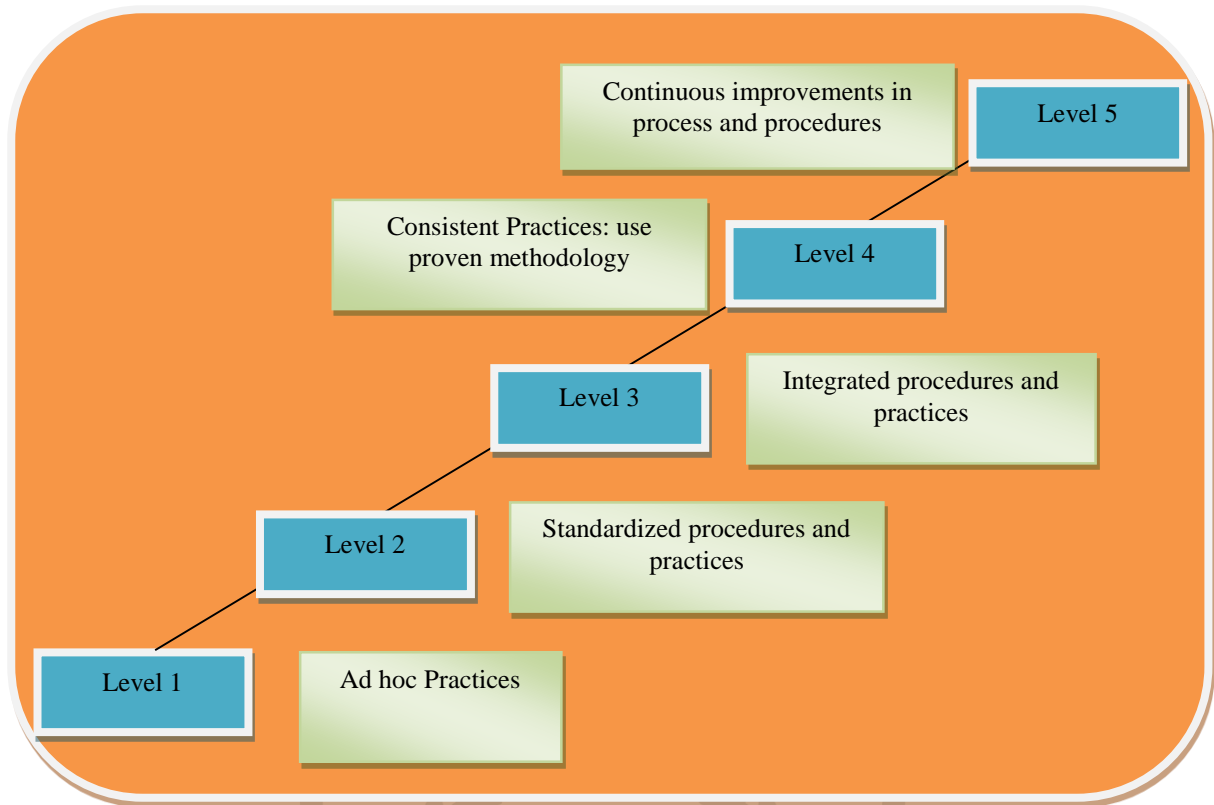 Continuous improvements in
process and procedures
Level 5
Consistent Practices: use
proven methodology
Level 4
Level 3
Integrated procedures and
practices
Level 2
Standardized procedures and
practices
Level 1
Ad hoc Practices